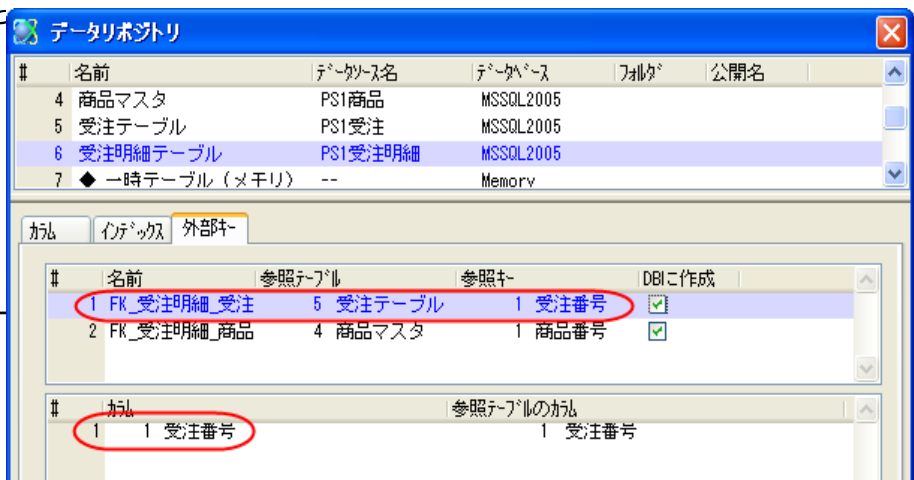 データリポジトリ
# 名前 データソース名 データベース フォルダ 公開名
4 商品マスタ PS1商品 MSSQL2005
5 受注テーブル PS1受注 MSSQL2005
6 受注明細テーブル PS1受注明細 MSSQL2005
7 ◆ 一時テーブル（メモリ） -- Memory
カラム インデックス 外部キー
# 名前 参照テーブル 参照キー DBに作成
1 FK_受注明細_受注 5 受注テーブル 1 受注番号
2 FK_受注明細_商品 4 商品マスタ 1 商品番号
# カラム 参照テーブルのカラム
1 1 受注番号 1 受注番号